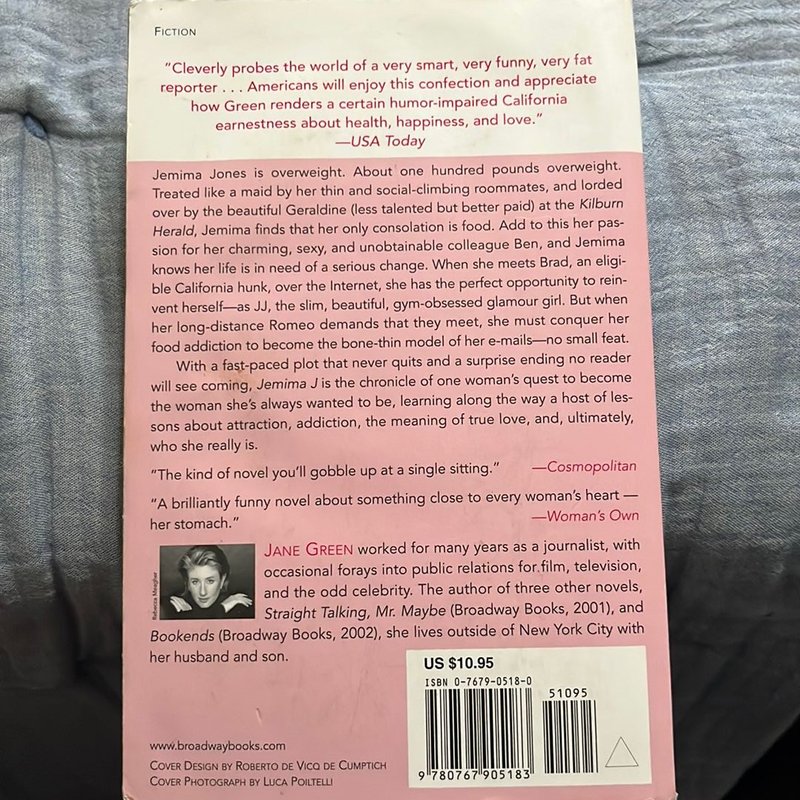 FICTION
"Cleverly probes the world of a very smart, very funny, very fat
reporter . . . Americans will enjoy this confection and appreciate
how Green renders a certain humor-impaired California
earnestness about health, happiness, and love."
—USA Today
Jemima Jones is overweight. About one hundred pounds overweight.
Treated like a maid by her thin and social-climbing roommates, and lorded
over by the beautiful Geraldine (less talented but better paid) at the Kilburn
Herald, Jemima finds that her only consolation is food. Add to this her pas-
sion for her charming, sexy, and unobtainable colleague Ben, and Jemima
knows her life is in need of a serious change. When she meets Brad, an eligi-
ble California hunk, over the Internet, she has the perfect opportunity to rein-
vent herself—as JJ, the slim, beautiful, gym-obsessed glamour girl. But when
her long-distance Romeo demands that they meet, she must conquer her
food addiction to become the bone-thin model of her e-mails—no small feat.
With a fast-paced plot that never quits and a surprise ending no reader
will see coming, Jemima J is the chronicle of one woman's quest to become
the woman she's always wanted to be, learning along the way a host of les-
sons about attraction, addiction, the meaning of true love, and, ultimately,
who she really is.
"The kind of novel you'll gobble up at a single sitting." —Cosmopolitan
"A brilliantly funny novel about something close to every woman's heart —
her stomach." —Woman's Own
JANE GREEN worked for many years as a journalist, with
occasional forays into public relations for film, television,
and the odd celebrity. The author of three other novels,
Straight Talking, Mr. Maybe (Broadway Books, 2001), and
Bookends (Broadway Books, 2002), she lives outside of New York City with
her husband and son.
Rebecca Meagher
US $10.95
ISBN 0-7679-0518-0
51095
9 780767 905183
www.broadwaybooks.com
COVER DESIGN BY ROBERTO DE VICQ DE CUMPTICH
COVER PHOTOGRAPH BY LUCA POILTELLI